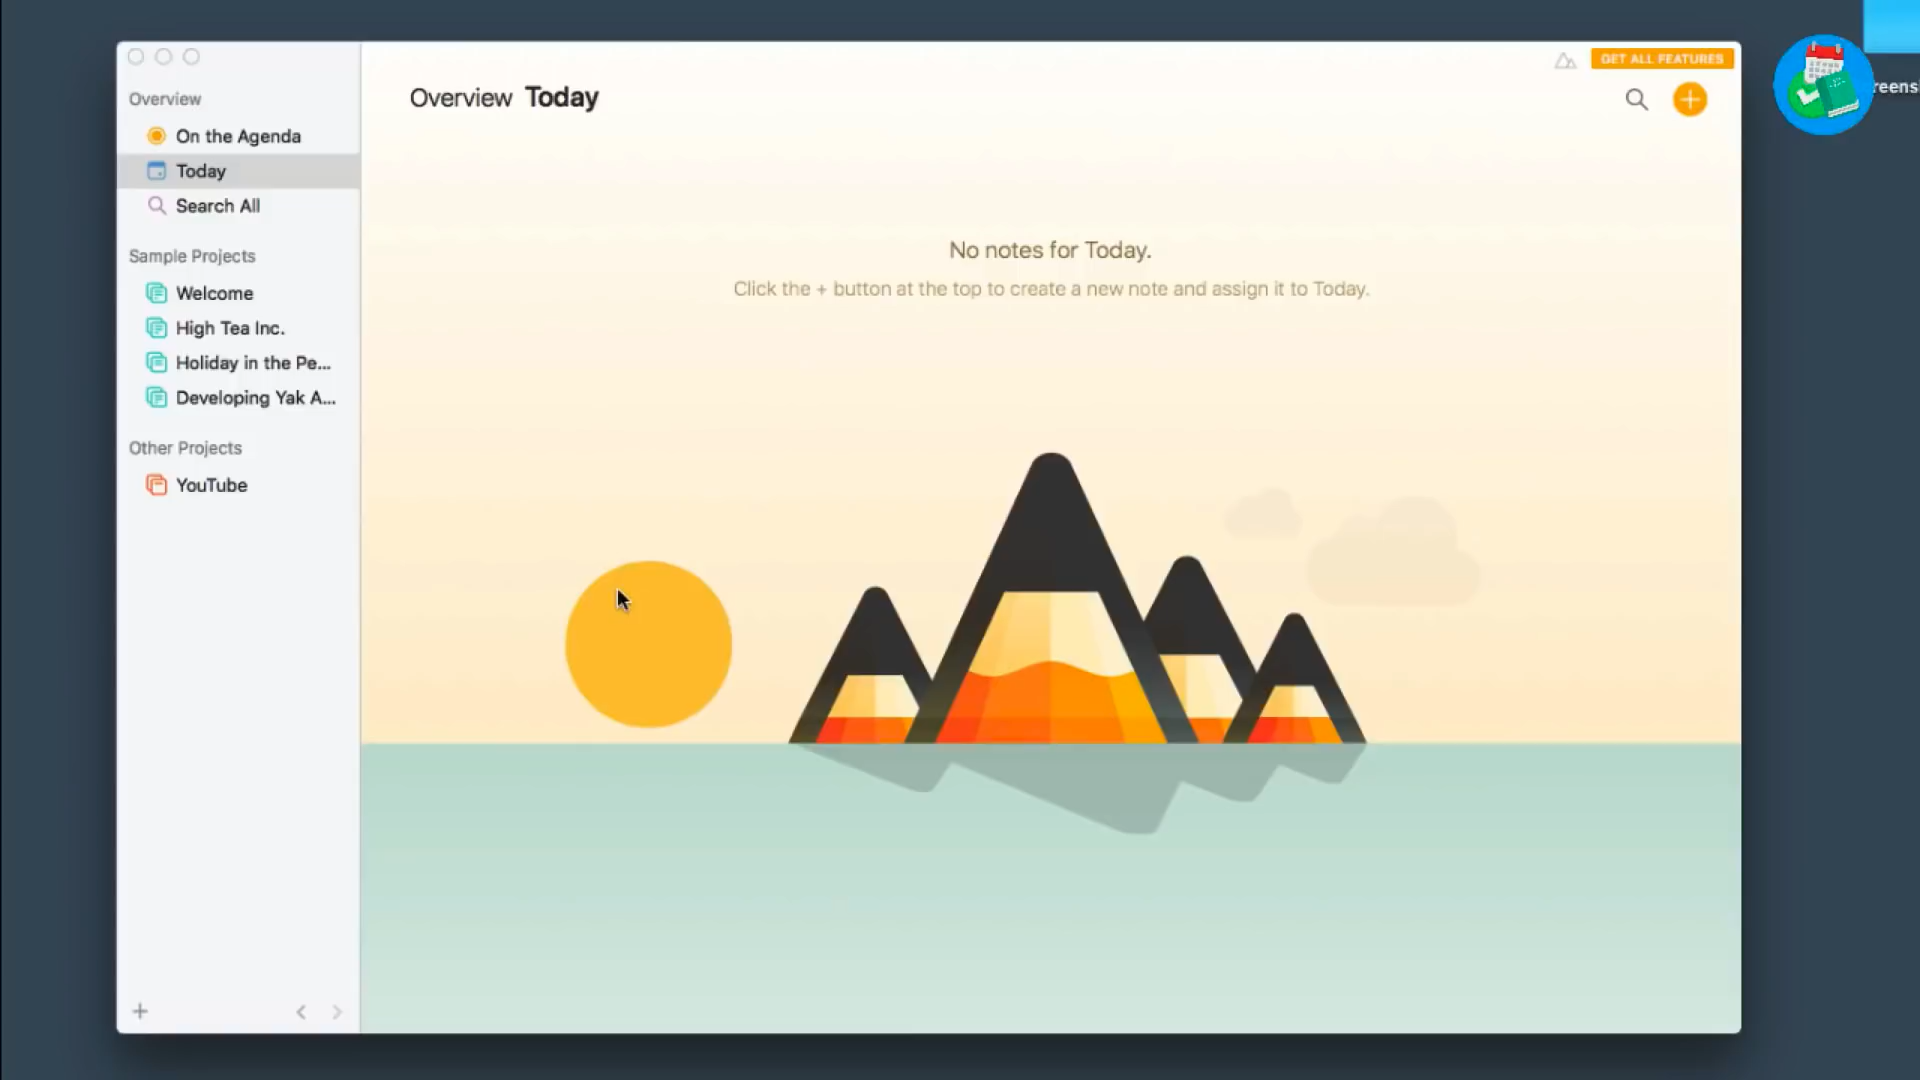 Overview
On the Agenda
Today
Search All
Sample Projects
Welcome
High Tea Inc.
Holiday in the Pe...
Developing Yak A...
Other Projects
YouTube
Overview Today
GET ALL FEATURES
No notes for Today.
Click the + button at the top to create a new note and assign it to Today.